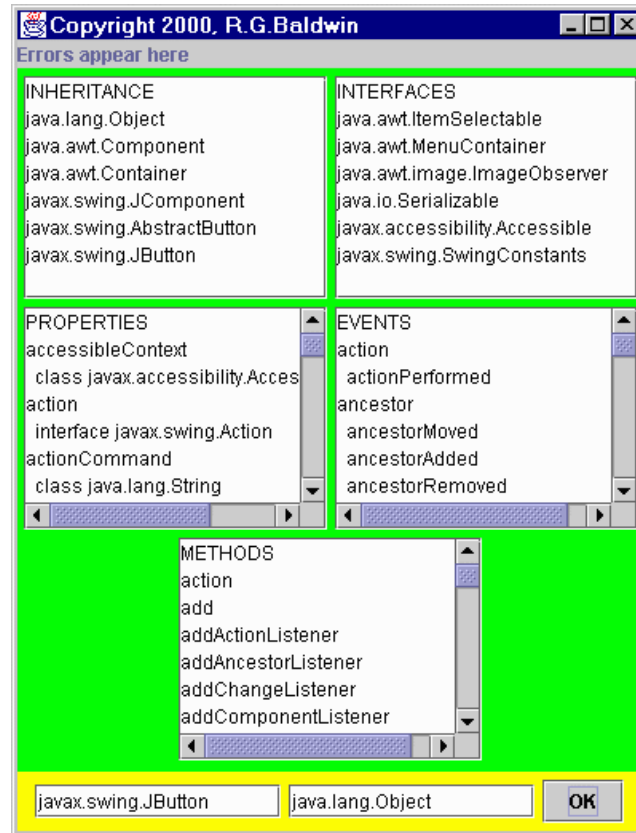 Copyright 2000, R.G.Baldwin
Errors appear here
INHERITANCE
java.lang.Object
java.awt.Component
java.awt.Container
javax.swing.JComponent
javax.swing.AbstractButton
javax.swing.JButton
INTERFACES
java.awt.ItemSelectable
java.awt.MenuContainer
java.awt.image.ImageObserver
java.io.Serializable
javax.accessibility.Accessible
javax.swing.SwingConstants
PROPERTIES
accessibleContext
class javax.accessibility.Acces
action
interface javax.swing.Action
actionCommand
class java.lang.String
EVENTS
action
actionPerformed
ancestor
ancestorMoved
ancestorAdded
ancestorRemoved
METHODS
action
add
addActionListener
addAncestorListener
addChangeListener
addComponentListener
javax.swing.JButton
java.lang.Object
OK